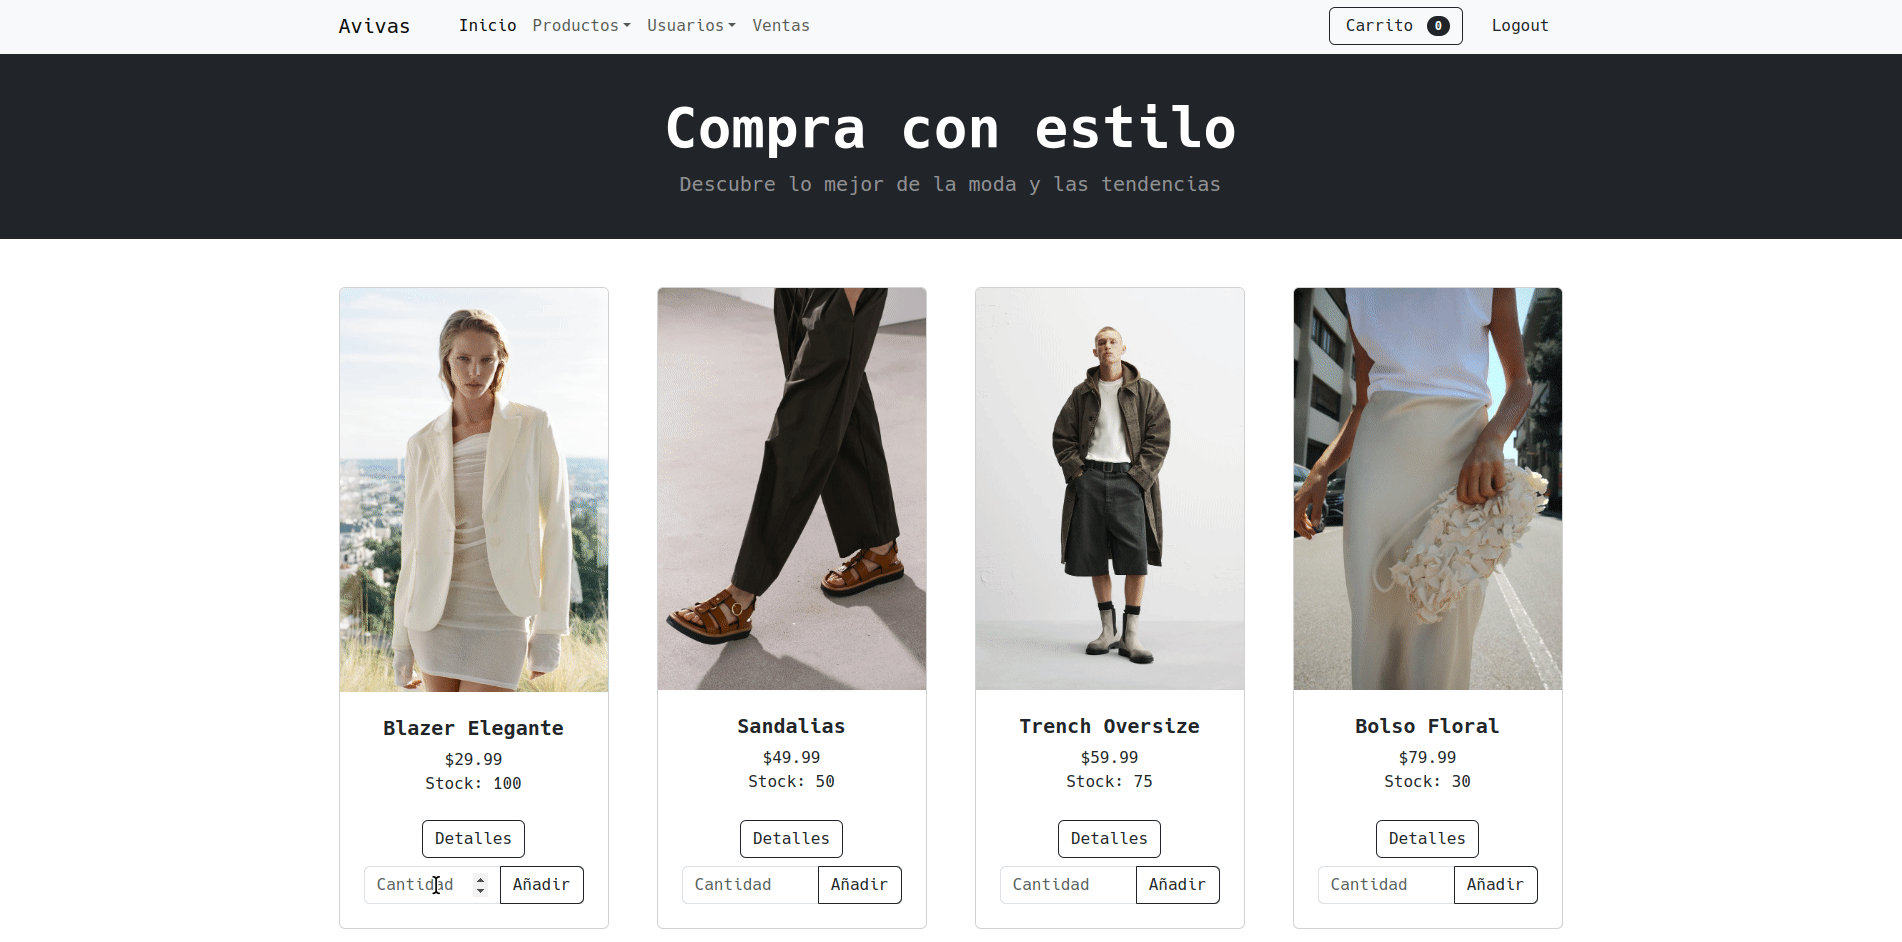 Avivas Inicio Productos Usuarios Ventas Carrito 0 Logout
Compra con estilo
Descubre lo mejor de la moda y las tendencias
Blazer Elegante
$29.99
Stock: 100
Detalles
Cantidad Añadir
Sandalias
$49.99
Stock: 50
Detalles
Cantidad Añadir
Trench Oversize
$59.99
Stock: 75
Detalles
Cantidad Añadir
Bolso Floral
$79.99
Stock: 30
Detalles
Cantidad Añadir